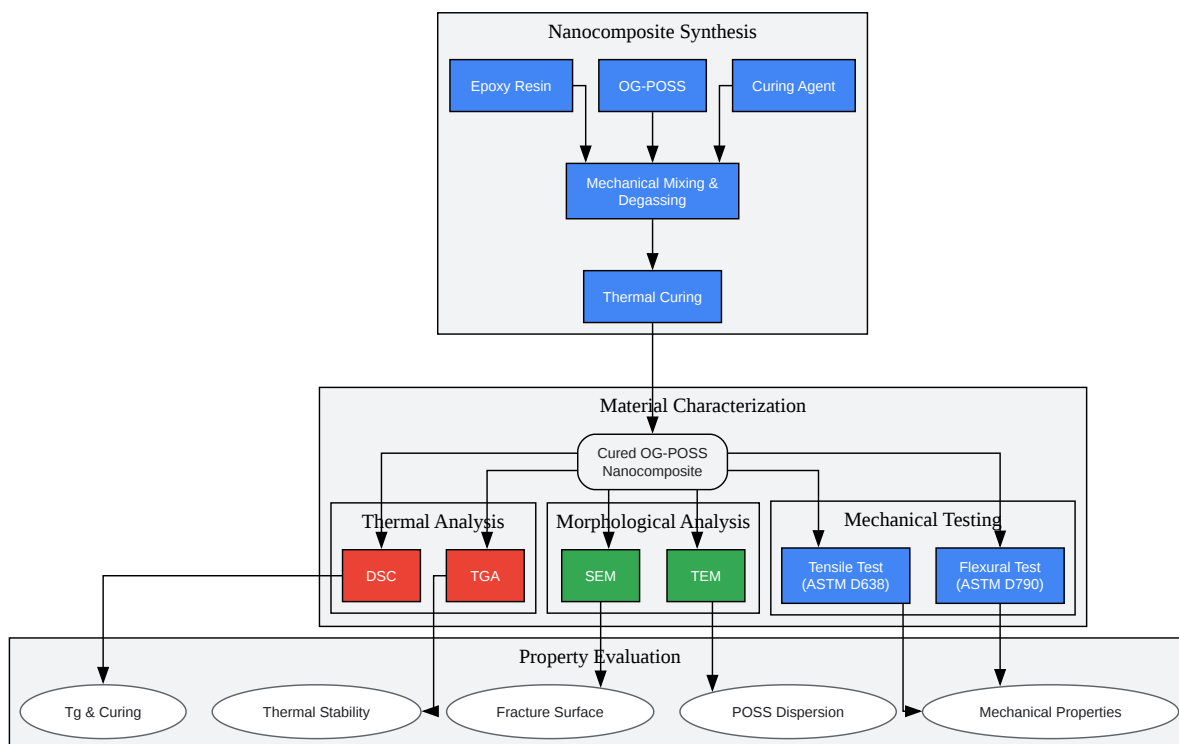 Nanocomposite Synthesis
Epoxy Resin
OG-POSS
Curing Agent
Mechanical Mixing &
Degassing
Thermal Curing
Material Characterization
Cured OG-POSS
Nanocomposite
Thermal Analysis
Morphological Analysis
Mechanical Testing
DSC
TGA
SEM
TEM
Tensile Test
(ASTM D638)
Flexural Test
(ASTM D790)
Property Evaluation
Tg & Curing
Thermal Stability
Fracture Surface
POSS Dispersion
Mechanical Properties